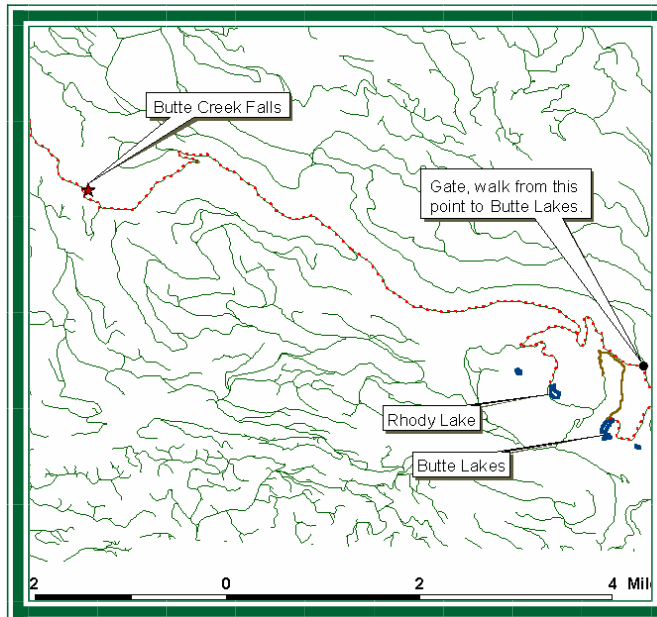 Butte Creek Falls
Gate, walk from this
point to Butte Lakes.
Rhody Lake
Butte Lakes
2 0 2 4